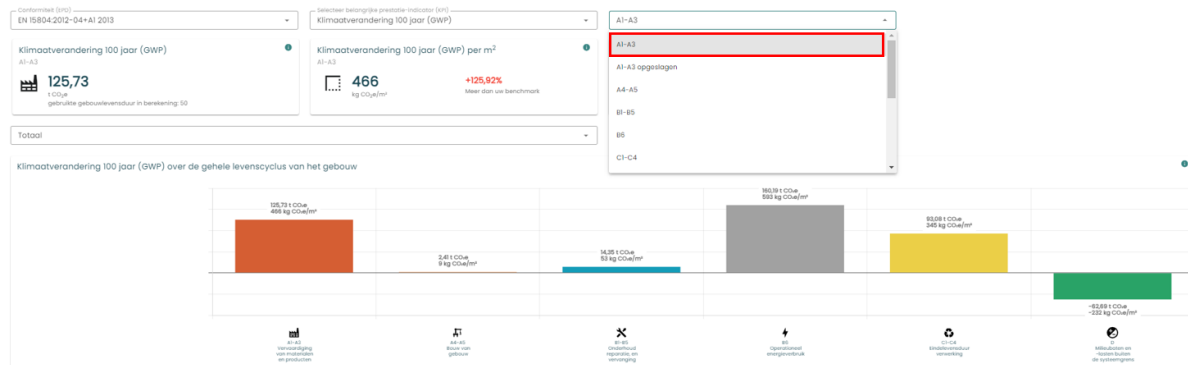 Conformiteit (EPD)
EN 15804:2012-04+A1 2013
Selecteer belangrijke prestatie-indicator (KPI)
Klimaatverandering 100 jaar (GWP)
A1-A3
Klimaatverandering 100 jaar (GWP)
A1-A3
125,73
t CO₂e
gebruikte gebouwlevensduur in berekening: 50
Klimaatverandering 100 jaar (GWP) per m²
A1-A3
466
kg CO₂e/m²
+125,92%
Meer dan uw benchmark
A1-A3
A1-A3 opgeslagen
A4-A5
B1-B5
B6
C1-C4
Totaal
Klimaatverandering 100 jaar (GWP) over de gehele levenscyclus van het gebouw
125,73 t CO₂e
466 kg CO₂e/m²
2,41 t CO₂e
9 kg CO₂e/m²
14,35 t CO₂e
53 kg CO₂e/m²
160,19 t CO₂e
593 kg CO₂e/m²
93,09 t CO₂e
345 kg CO₂e/m²
-62,69 t CO₂e
-232 kg CO₂e/m²
A1-A3
Vervaardiging
van materialen
en producten
A4-A5
Bouw van
gebouw
B1-B5
Onderhoud
reparatie, en
vervanging
B6
Operationeel
energieverbruik
C1-C4
Eindelevensduur
verwerking
D
Milieubaten en
-lasten buiten
de systeemgrens